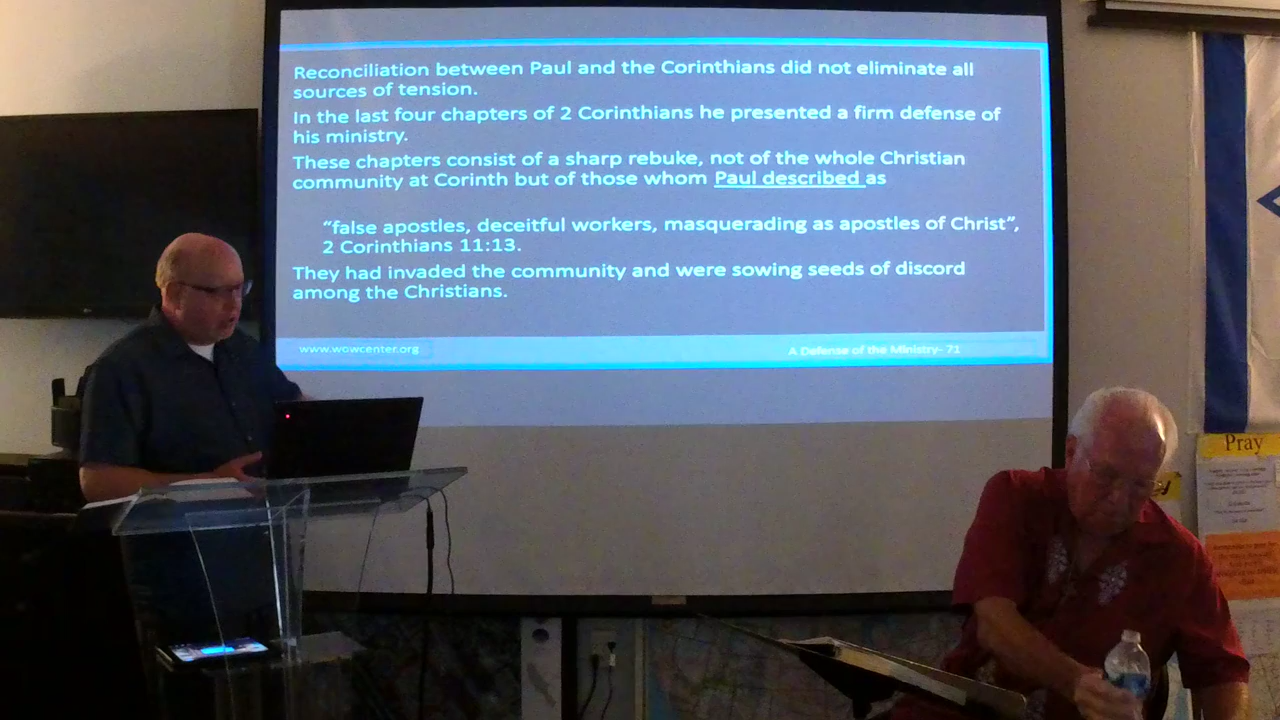 Reconciliation between Paul and the Corinthians did not eliminate all
sources of tension.
In the last four chapters of 2 Corinthians he presented a firm defense of
his ministry.
These chapters consist of a sharp rebuke, not of the whole Christian
community at Corinth but of those whom Paul described as
“false apostles, deceitful workers, masquerading as apostles of Christ”,
2 Corinthians 11:13.
They had invaded the community and were sowing seeds of discord
among the Christians.
www.wowcenter.org
A Defense of the Ministry- 71
Pray